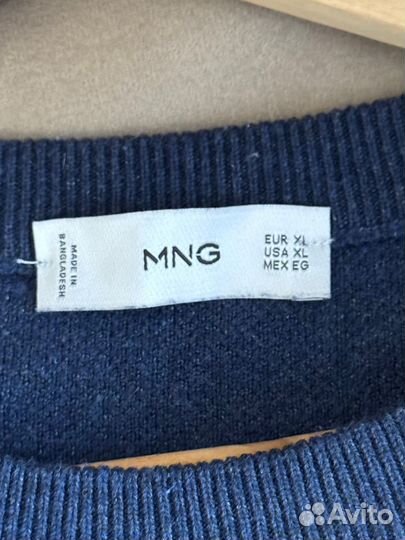 MADE IN
BANGLADESH
MNG
EUR XL
USA XL
MEX EG
Avito